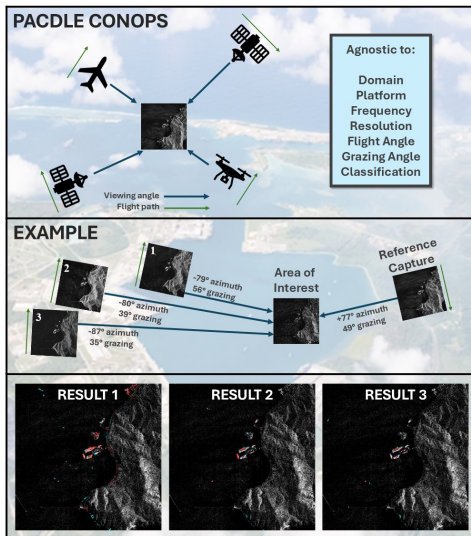 PACDLE CONOPS
Agnostic to:
Domain
Platform
Frequency
Resolution
Flight Angle
Grazing Angle
Classification
Viewing angle
Flight path
EXAMPLE
1
-79° azimuth
56° grazing
2
-80° azimuth
39° grazing
3
-87° azimuth
35° grazing
Area of
Interest
Reference
Capture
+77° azimuth
49° grazing
RESULT 1
RESULT 2
RESULT 3